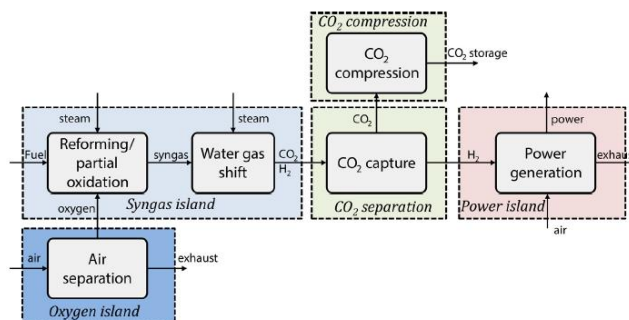 CO₂ compression
CO₂
compression
CO₂ storage
steam
steam
CO₂
power
Fuel
Reforming/
partial
oxidation
syngas
Water gas
shift
CO₂
H₂
CO₂ capture
H₂
Power
generation
exhau
oxygen
Syngas island
CO₂ separation
Power island
air
air
Air
separation
exhaust
Oxygen island